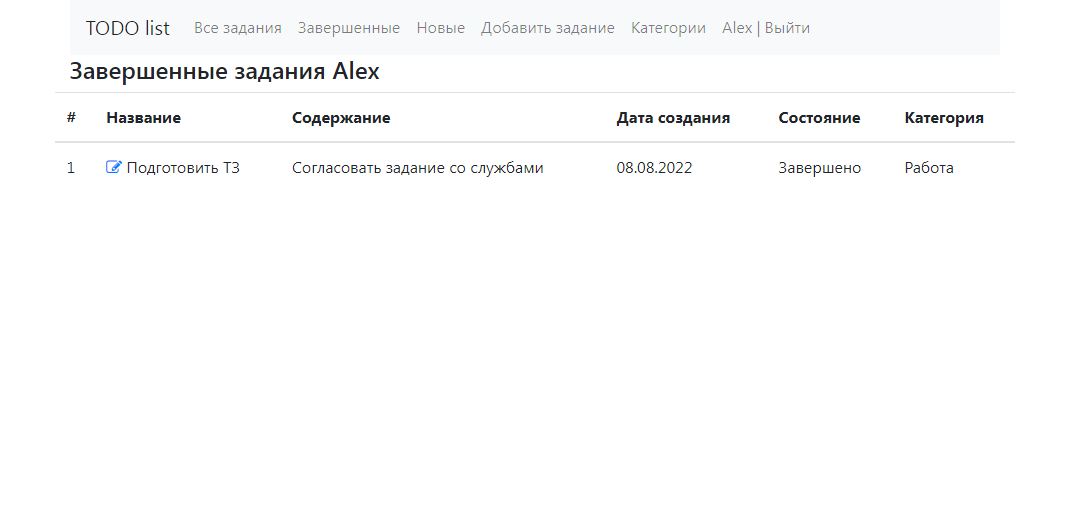 TODO list Все задания Завершенные Новые Добавить задание Категории Alex | Выйти
Завершенные задания Alex
# Название Содержание Дата создания Состояние Категория
1 Подготовить ТЗ Согласовать задание со службами 08.08.2022 Завершено Работа